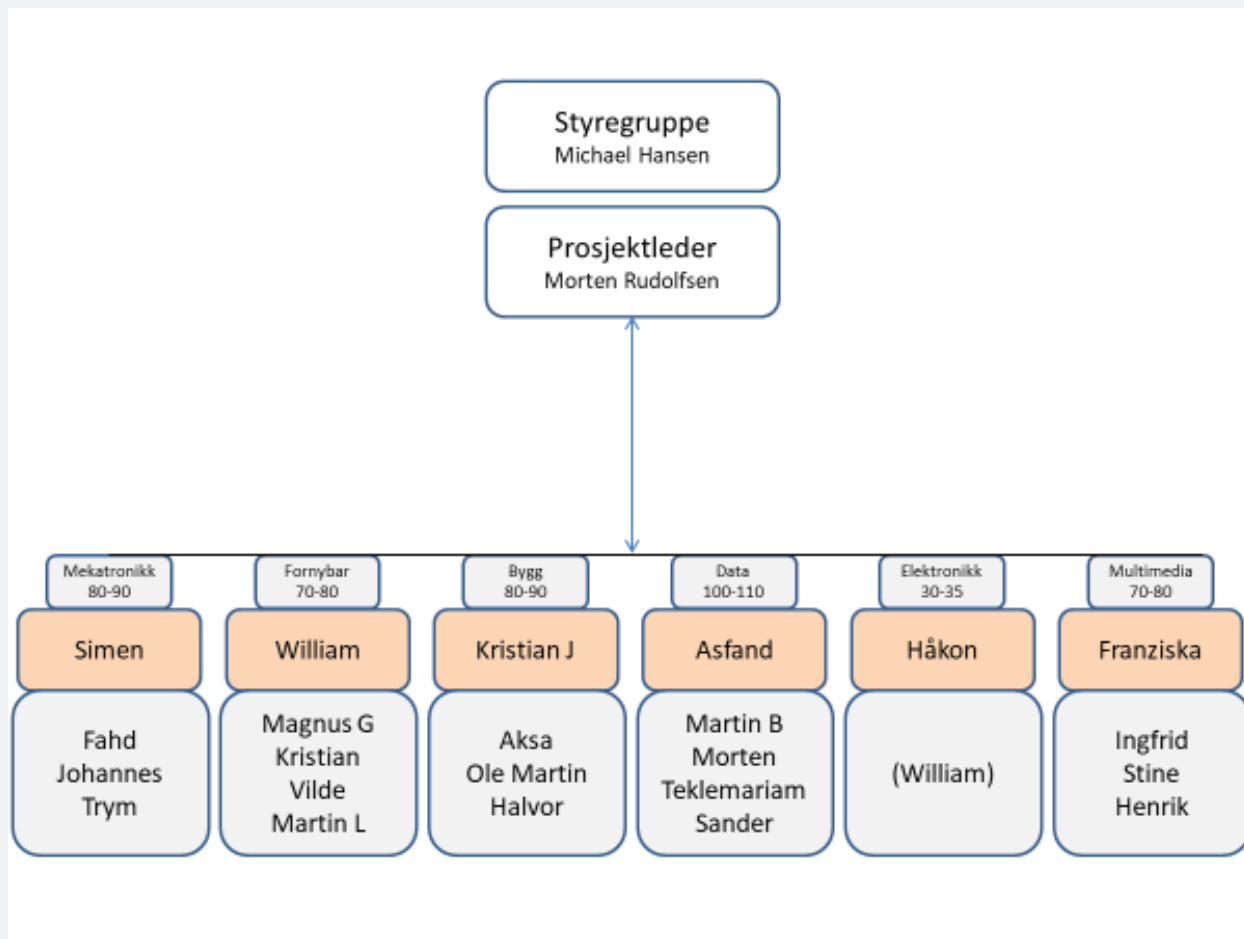 Styregruppe
Michael Hansen
Prosjektleder
Morten Rudolfsen
Mekatronikk
80-90
Simen
Fahd
Johannes
Trym
Fornybar
70-80
William
Magnus G
Kristian
Vilde
Martin L
Bygg
80-90
Kristian J
Aksa
Ole Martin
Halvor
Data
100-110
Asfand
Martin B
Morten
Teklemariam
Sander
Elektronikk
30-35
Håkon
(William)
Multimedia
70-80
Franziska
Ingfrid
Stine
Henrik